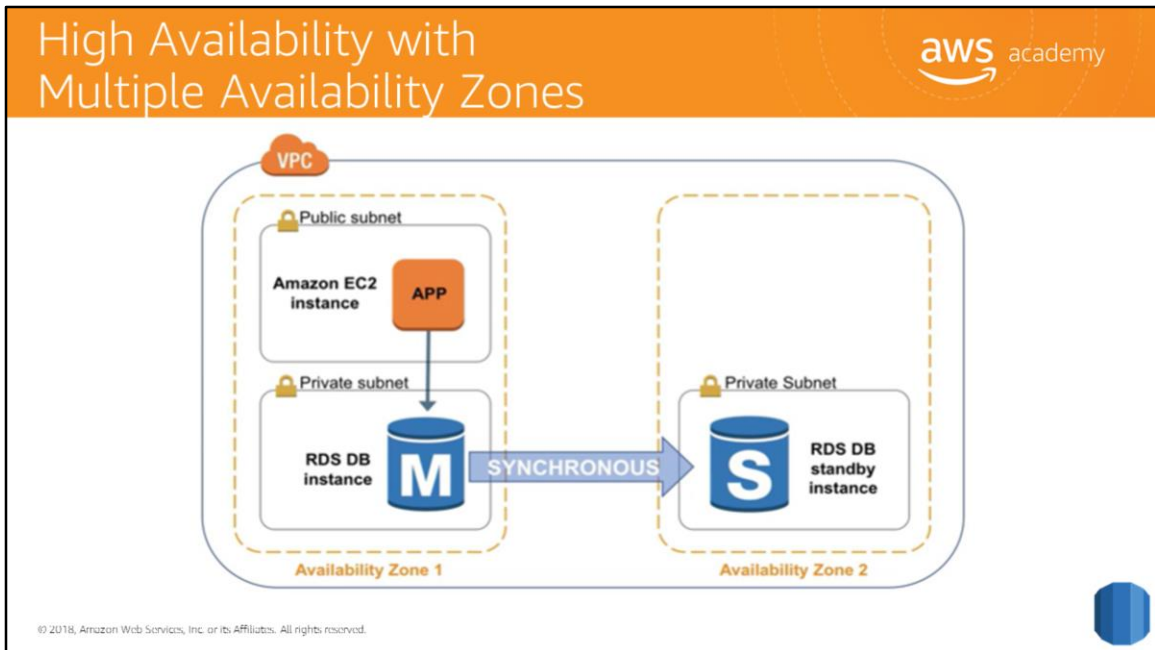 High Availability with
Multiple Availability Zones
aws academy
VPC
Public subnet
Amazon EC2
instance
APP
Private subnet
RDS DB
instance
M
SYNCHRONOUS
Private Subnet
S
RDS DB
standby
instance
Availability Zone 1
Availability Zone 2
© 2018, Amazon Web Services, Inc. or its Affiliates. All rights reserved.